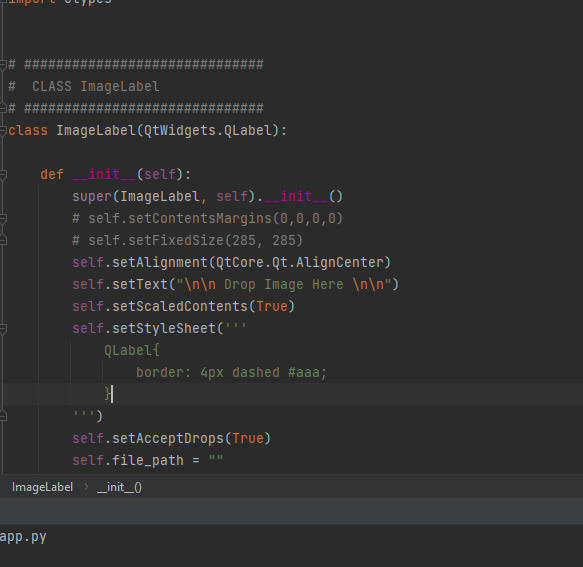 import ctypes
# ##############################
#  CLASS ImageLabel
# ##############################
class ImageLabel(QtWidgets.QLabel):
    def __init__(self):
        super(ImageLabel, self).__init__()
        # self.setContentsMargins(0,0,0,0)
        # self.setFixedSize(285, 285)
        self.setAlignment(QtCore.Qt.AlignCenter)
        self.setText("\n\n Drop Image Here \n\n")
        self.setScaledContents(True)
        self.setStyleSheet('''
            QLabel{
                border: 4px dashed #aaa;
            }
        ''')
        self.setAcceptDrops(True)
        self.file_path = ""
ImageLabel › __init__()
app.py